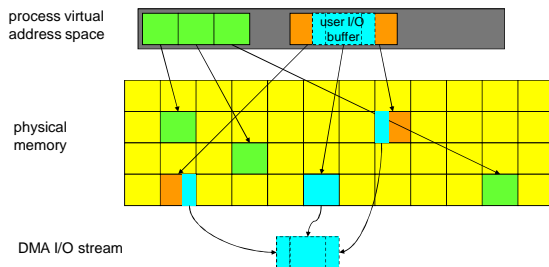 process virtual
address space
user I/O
buffer
physical
memory
DMA I/O stream